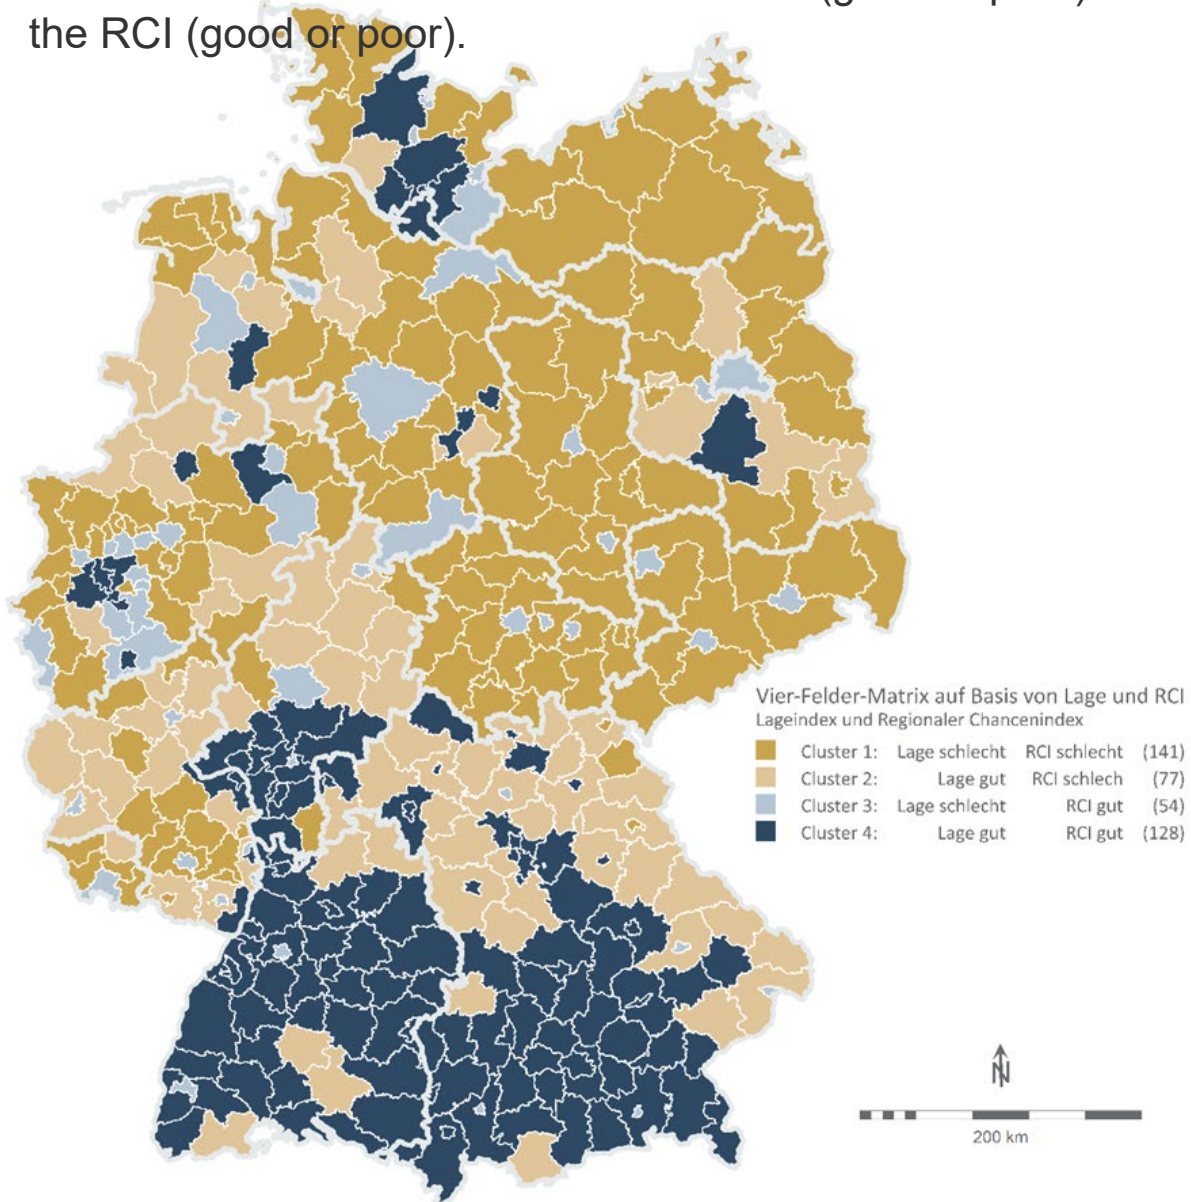 the RCI (good or poor).
Vier-Felder-Matrix auf Basis von Lage und RCI
Lageindex und Regionaler Chancenindex
Cluster 1: Lage schlecht RCI schlecht (141)
Cluster 2: Lage gut RCI schlech (77)
Cluster 3: Lage schlecht RCI gut (54)
Cluster 4: Lage gut RCI gut (128)
N
200 km